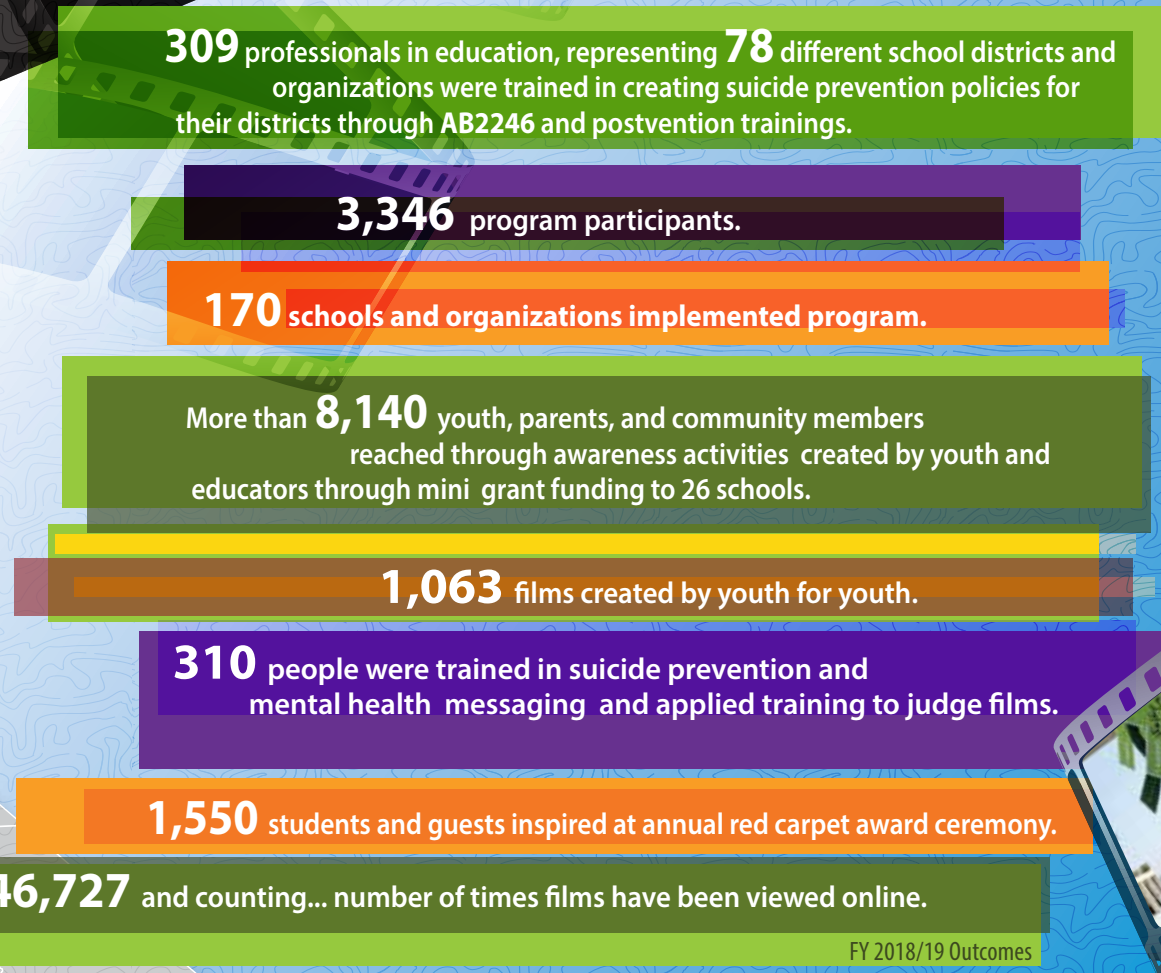 309 professionals in education, representing 78 different school districts and
organizations were trained in creating suicide prevention policies for
their districts through AB2246 and postvention trainings.
3,346 program participants.
170 schools and organizations implemented program.
More than 8,140 youth, parents, and community members
reached through awareness activities created by youth and
educators through mini grant funding to 26 schools.
1,063 films created by youth for youth.
310 people were trained in suicide prevention and
mental health messaging and applied training to judge films.
1,550 students and guests inspired at annual red carpet award ceremony.
and counting... number of times films have been viewed online.
FY 2018/19 Outcomes